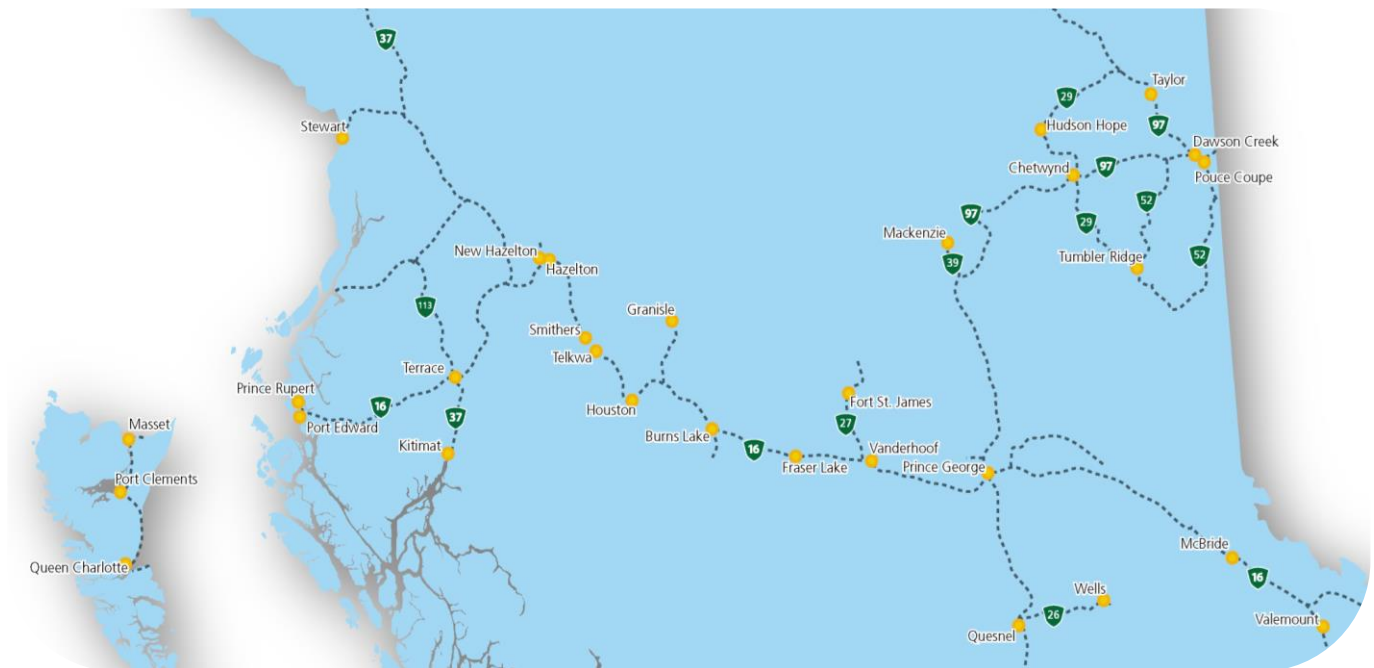 37
Taylor
29
Stewart
Hudson Hope
97
Dawson Creek
Chetwynd
97
Pouce Coupe
52
97
29
Mackenzie
New Hazelton
39
Tumbler Ridge
52
Hazelton
113
Granisle
Smithers
Telkwa
Terrace
Prince Rupert
16
Fort St. James
Houston
37
Masset
Port Edward
27
Burns Lake
Kitimat
16
Vanderhoof
Fraser Lake
Prince George
Port Clements
McBride
Queen Charlotte
16
Wells
26
Valemount
Quesnel